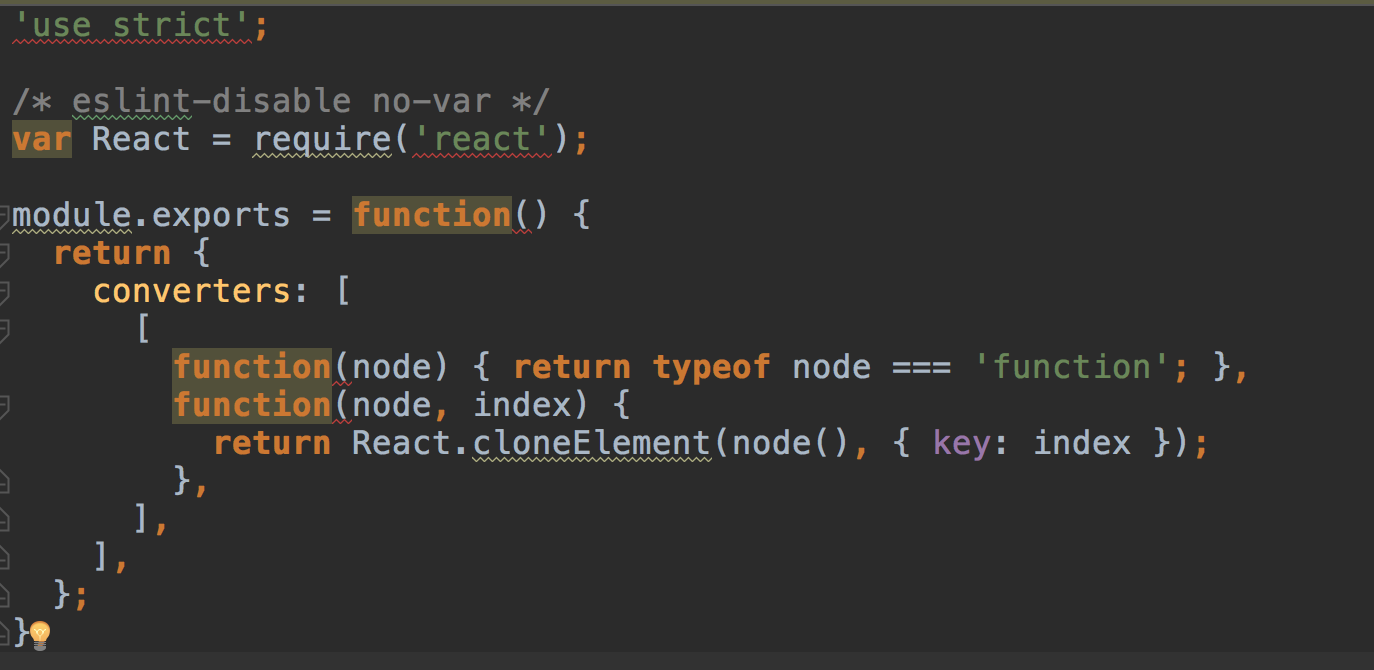 'use strict';
/* eslint-disable no-var */
var React = require('react');
module.exports = function() {
  return {
    converters: [
      [
        function(node) { return typeof node === 'function'; },
        function(node, index) {
          return React.cloneElement(node(), { key: index });
        },
      ],
    ],
  };
}